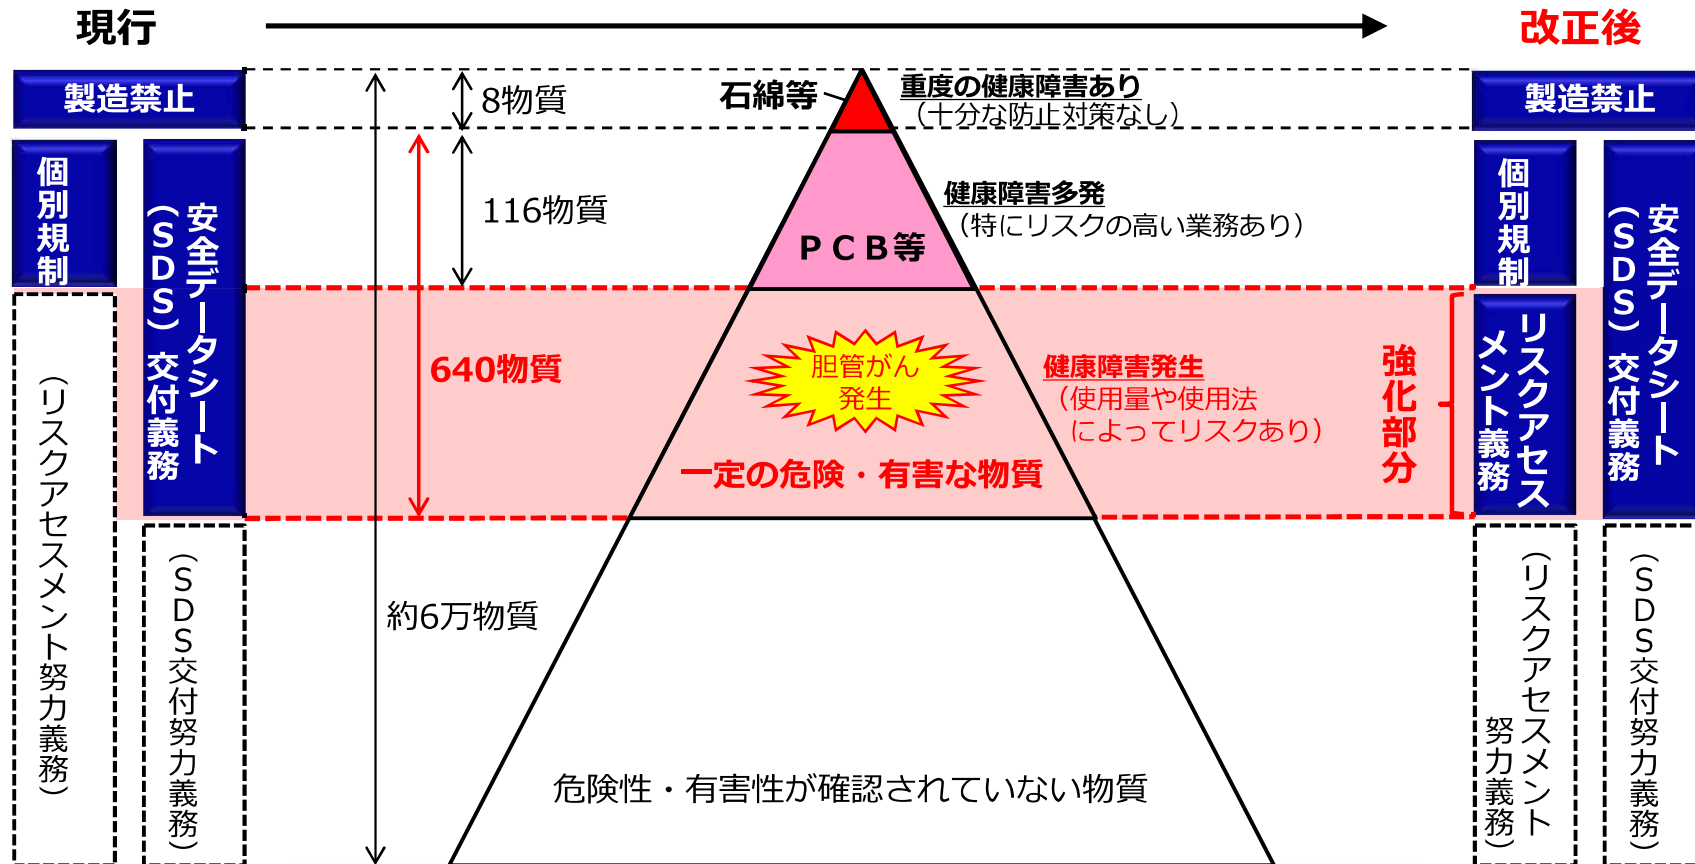 現行
改正後
製造禁止
個別規制
安全データシート
(SDS)交付義務
(リスクアセスメント努力義務)
(SDS交付努力義務)
8物質
116物質
640物質
約6万物質
石綿等
重度の健康障害あり
(十分な防止対策なし)
PCB等
健康障害多発
(特にリスクの高い業務あり)
胆管がん
発生
健康障害発生
(使用量や使用法
によってリスクあり)
一定の危険・有害な物質
危険性・有害性が確認されていない物質
強化部分
製造禁止
個別規制
安全データシート
(SDS)交付義務
リスクアセス
メント義務
(リスクアセスメント
努力義務)
(SDS交付努力義務)